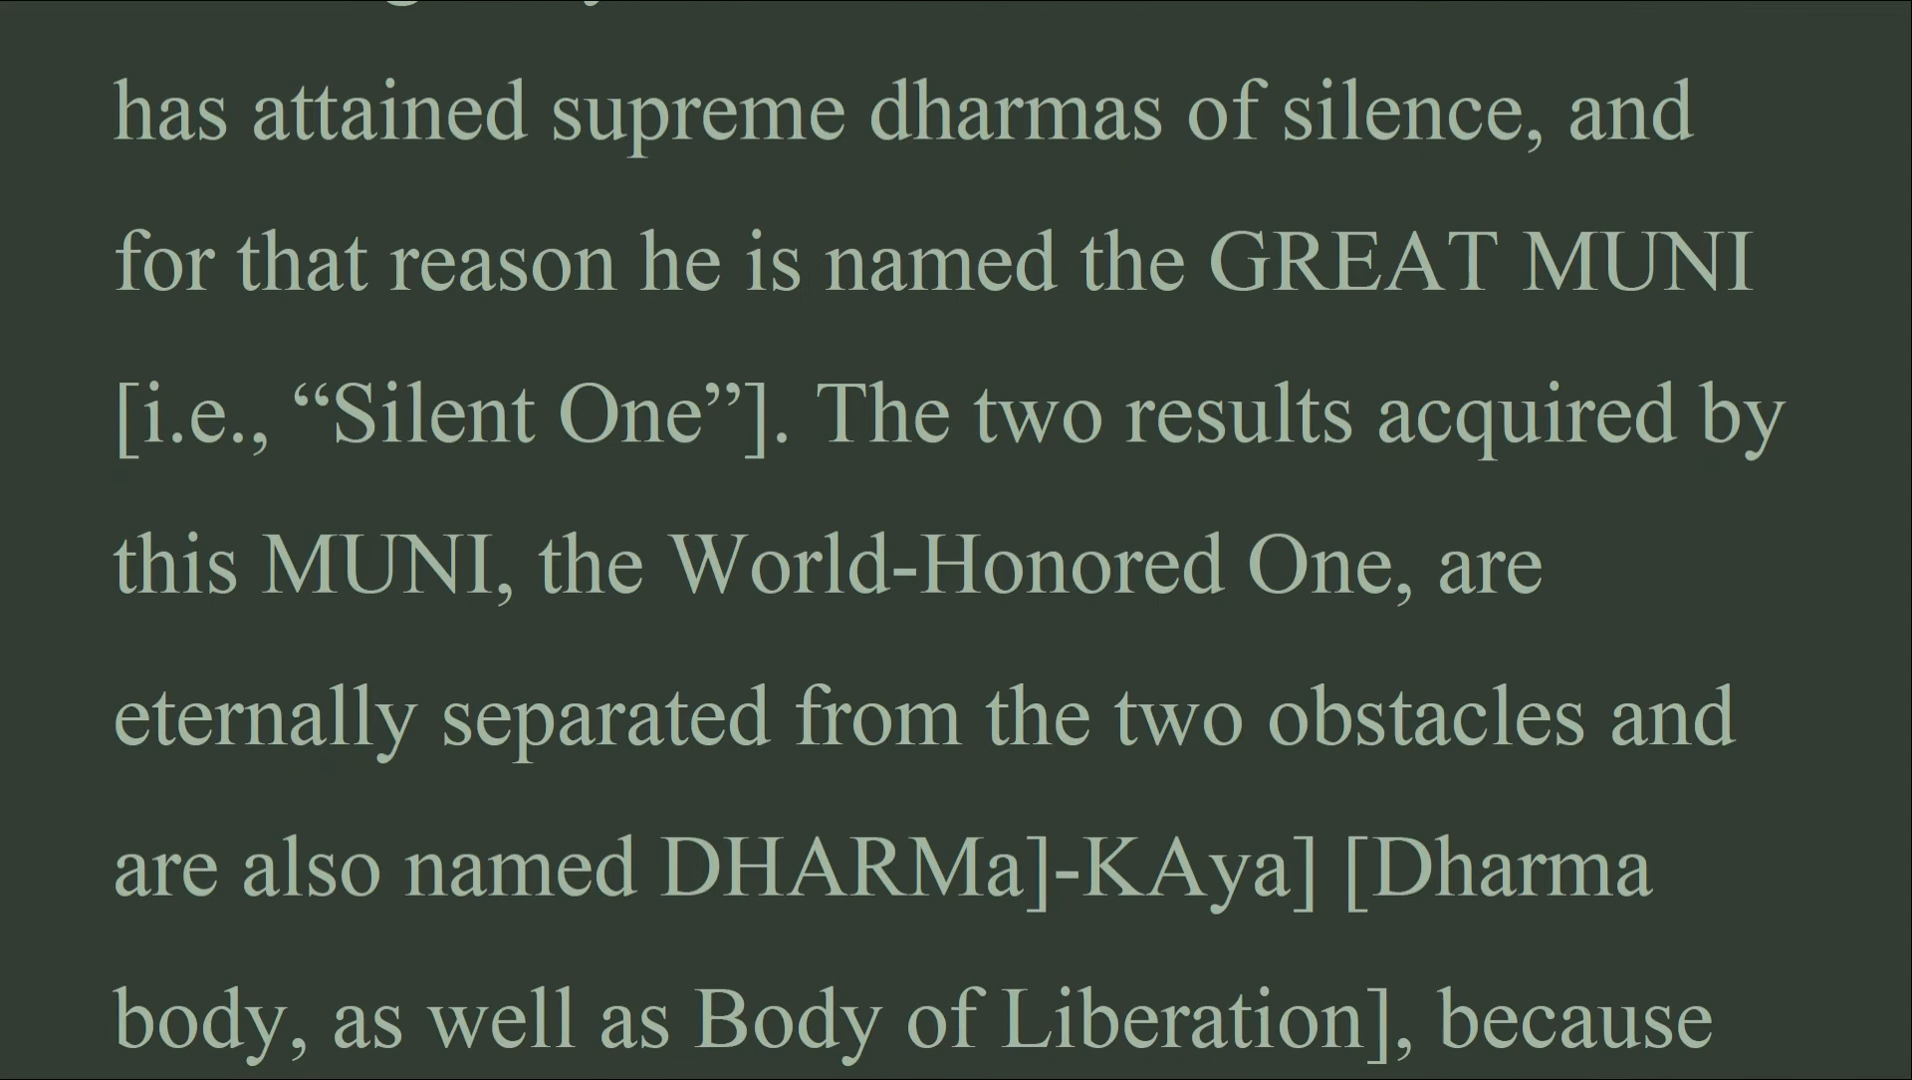 has attained supreme dharmas of silence, and
for that reason he is named the GREAT MUNI
[i.e., “Silent One”]. The two results acquired by
this MUNI, the World-Honored One, are
eternally separated from the two obstacles and
are also named DHARMa]-KAya] [Dharma
body, as well as Body of Liberation], because